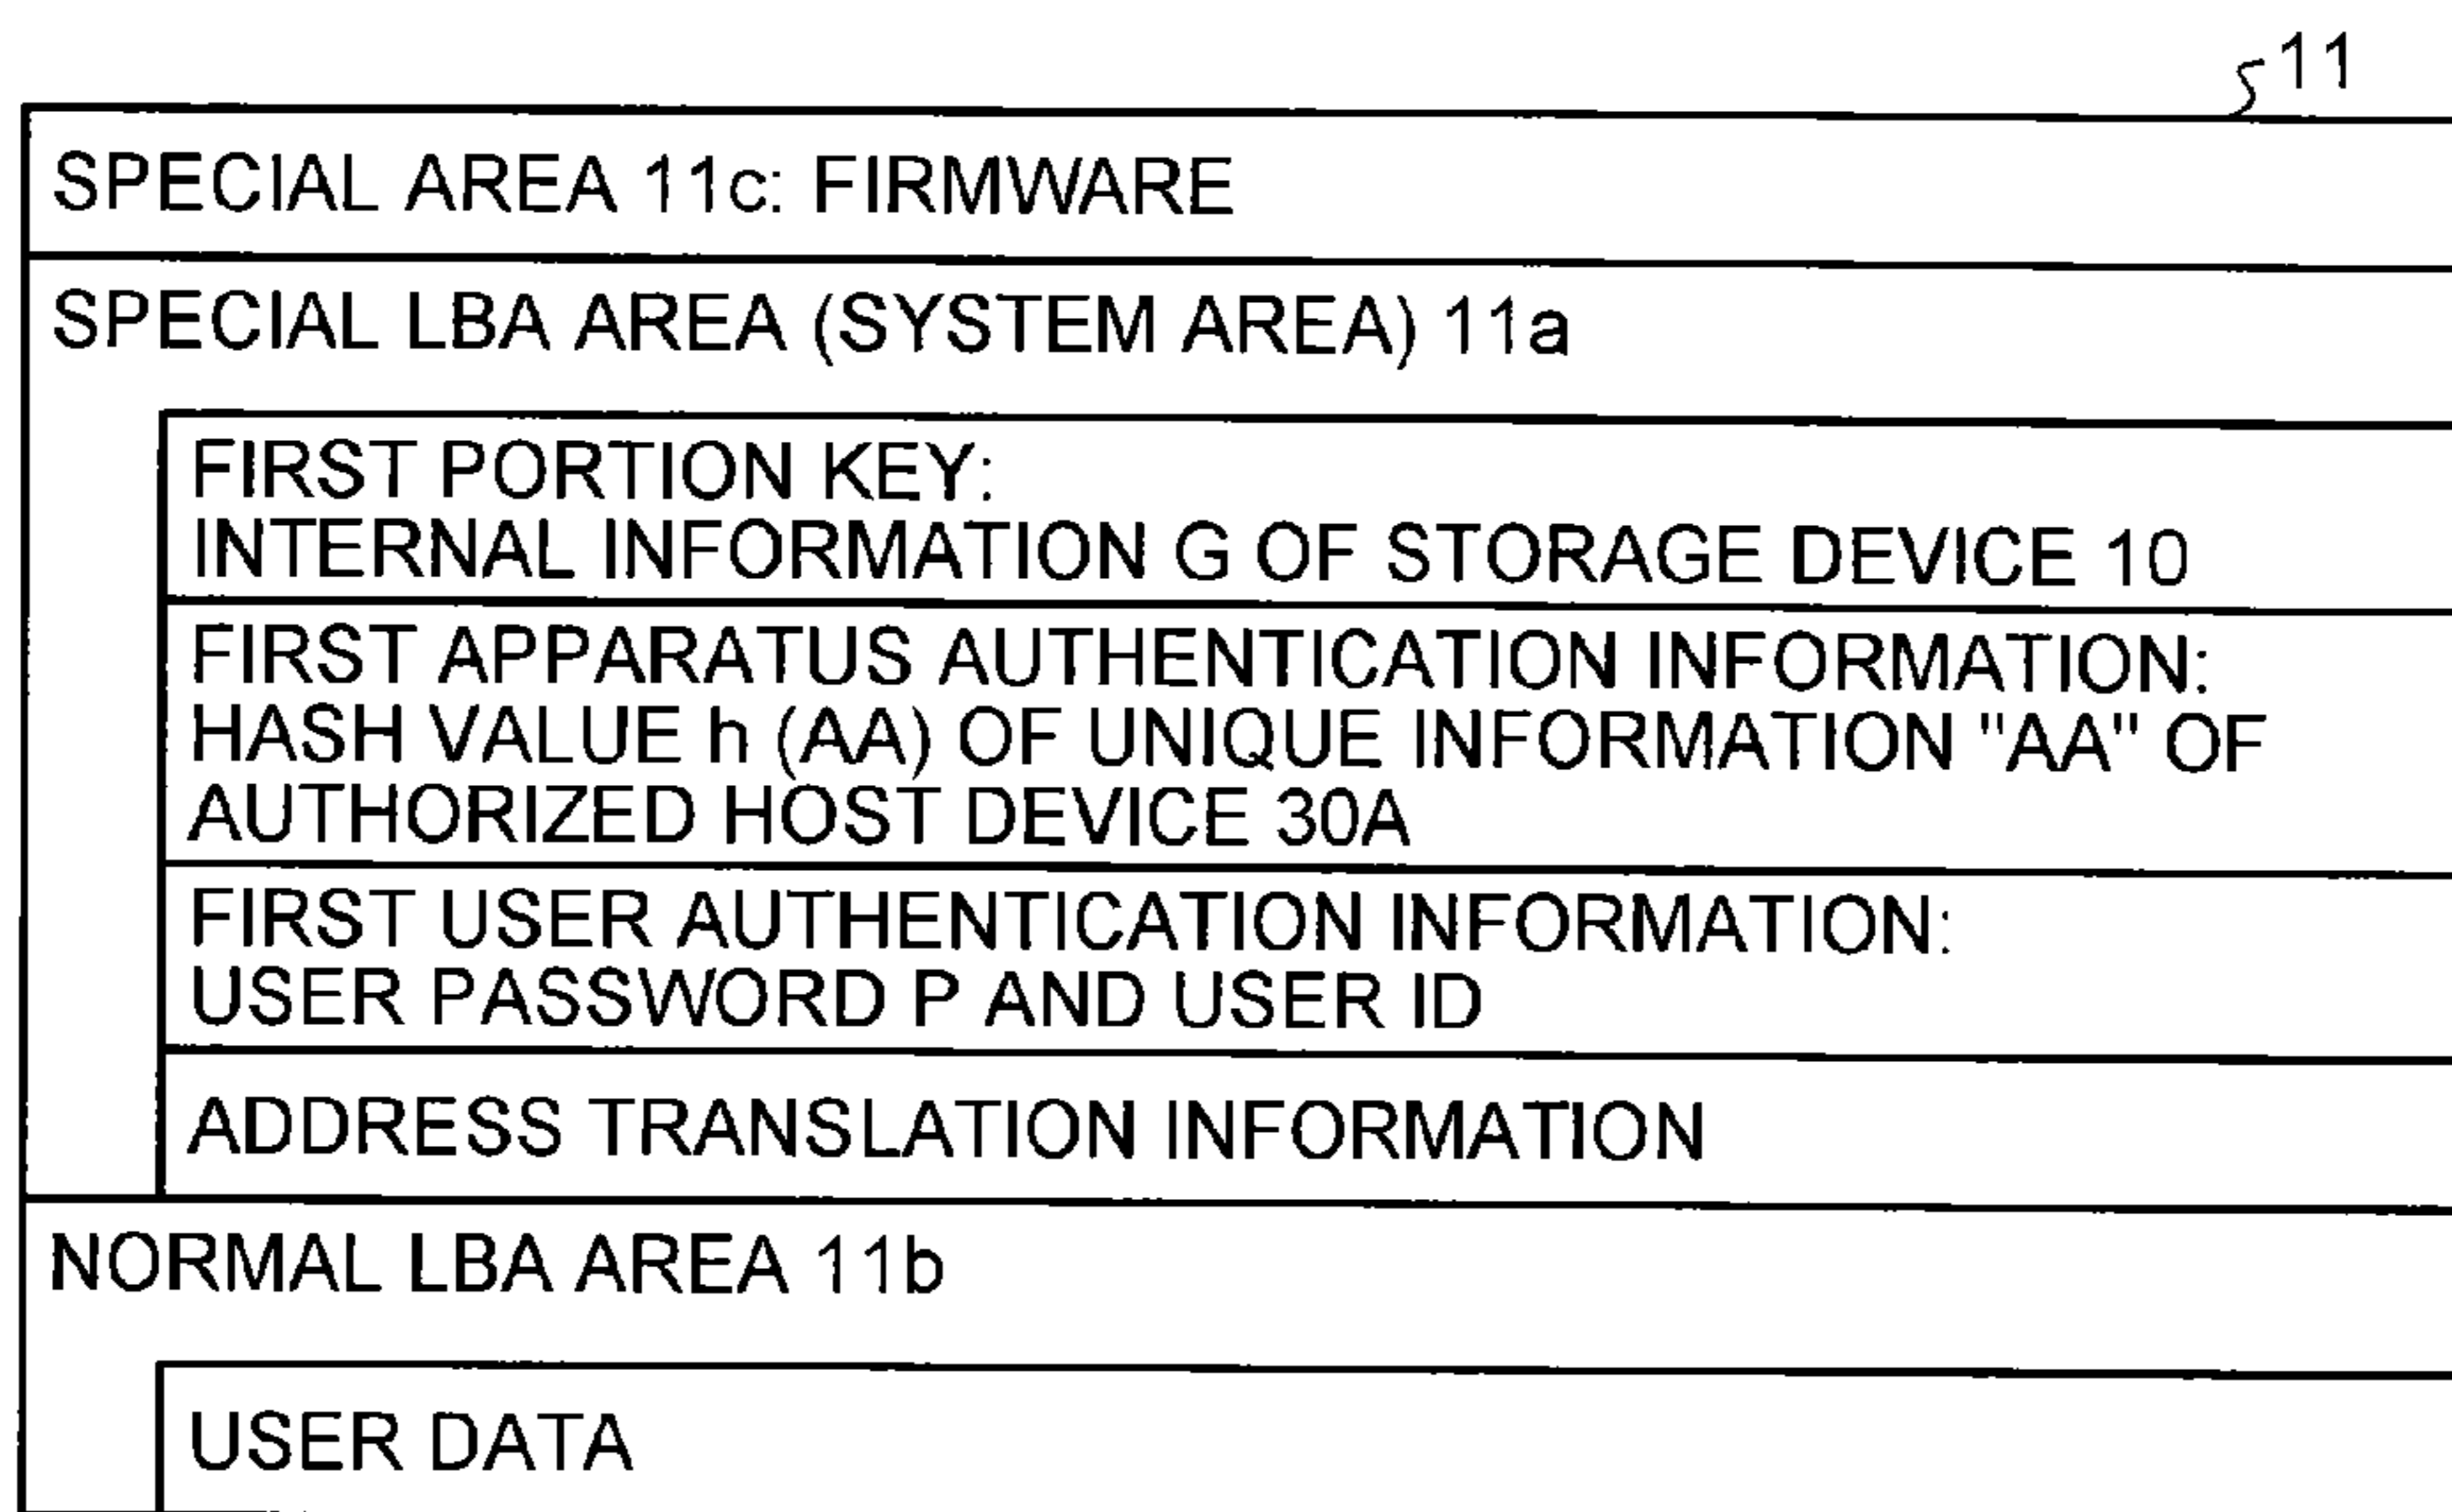 11
SPECIAL AREA 11c: FIRMWARE
SPECIAL LBA AREA (SYSTEM AREA) 11a
FIRST PORTION KEY:
INTERNAL INFORMATION G OF STORAGE DEVICE 10
FIRST APPARATUS AUTHENTICATION INFORMATION:
HASH VALUE h (AA) OF UNIQUE INFORMATION "AA" OF
AUTHORIZED HOST DEVICE 30A
FIRST USER AUTHENTICATION INFORMATION:
USER PASSWORD P AND USER ID
ADDRESS TRANSLATION INFORMATION
NORMAL LBA AREA 11b
USER DATA